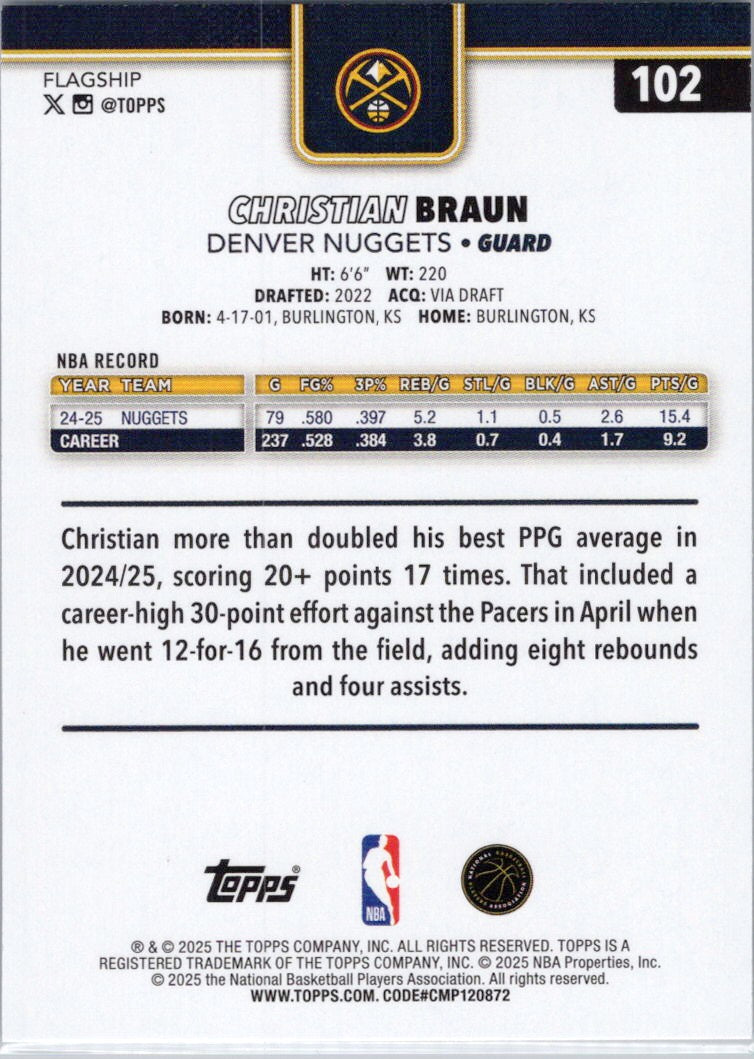 FLAGSHIP
@TOPPS
102
CHRISTIAN BRAUN
DENVER NUGGETS • GUARD
HT: 6'6" WT: 220
DRAFTED: 2022 ACQ: VIA DRAFT
BORN: 4-17-01, BURLINGTON, KS HOME: BURLINGTON, KS
NBA RECORD
YEAR TEAM G FG% 3P% REB/G STL/G BLK/G AST/G PTS/G
24-25 NUGGETS 79 .580 .397 5.2 1.1 0.5 2.6 15.4
CAREER 237 .528 .384 3.8 0.7 0.4 1.7 9.2
Christian more than doubled his best PPG average in
2024/25, scoring 20+ points 17 times. That included a
career-high 30-point effort against the Pacers in April when
he went 12-for-16 from the field, adding eight rebounds
and four assists.
Topps®
NBA
NATIONAL BASKETBALL PLAYERS ASSOCIATION
® & © 2025 THE TOPPS COMPANY, INC. ALL RIGHTS RESERVED. TOPPS IS A
REGISTERED TRADEMARK OF THE TOPPS COMPANY, INC. © 2025 NBA Properties, Inc.
© 2025 the National Basketball Players Association. All rights reserved.
WWW.TOPPS.COM. CODE#CMP120872